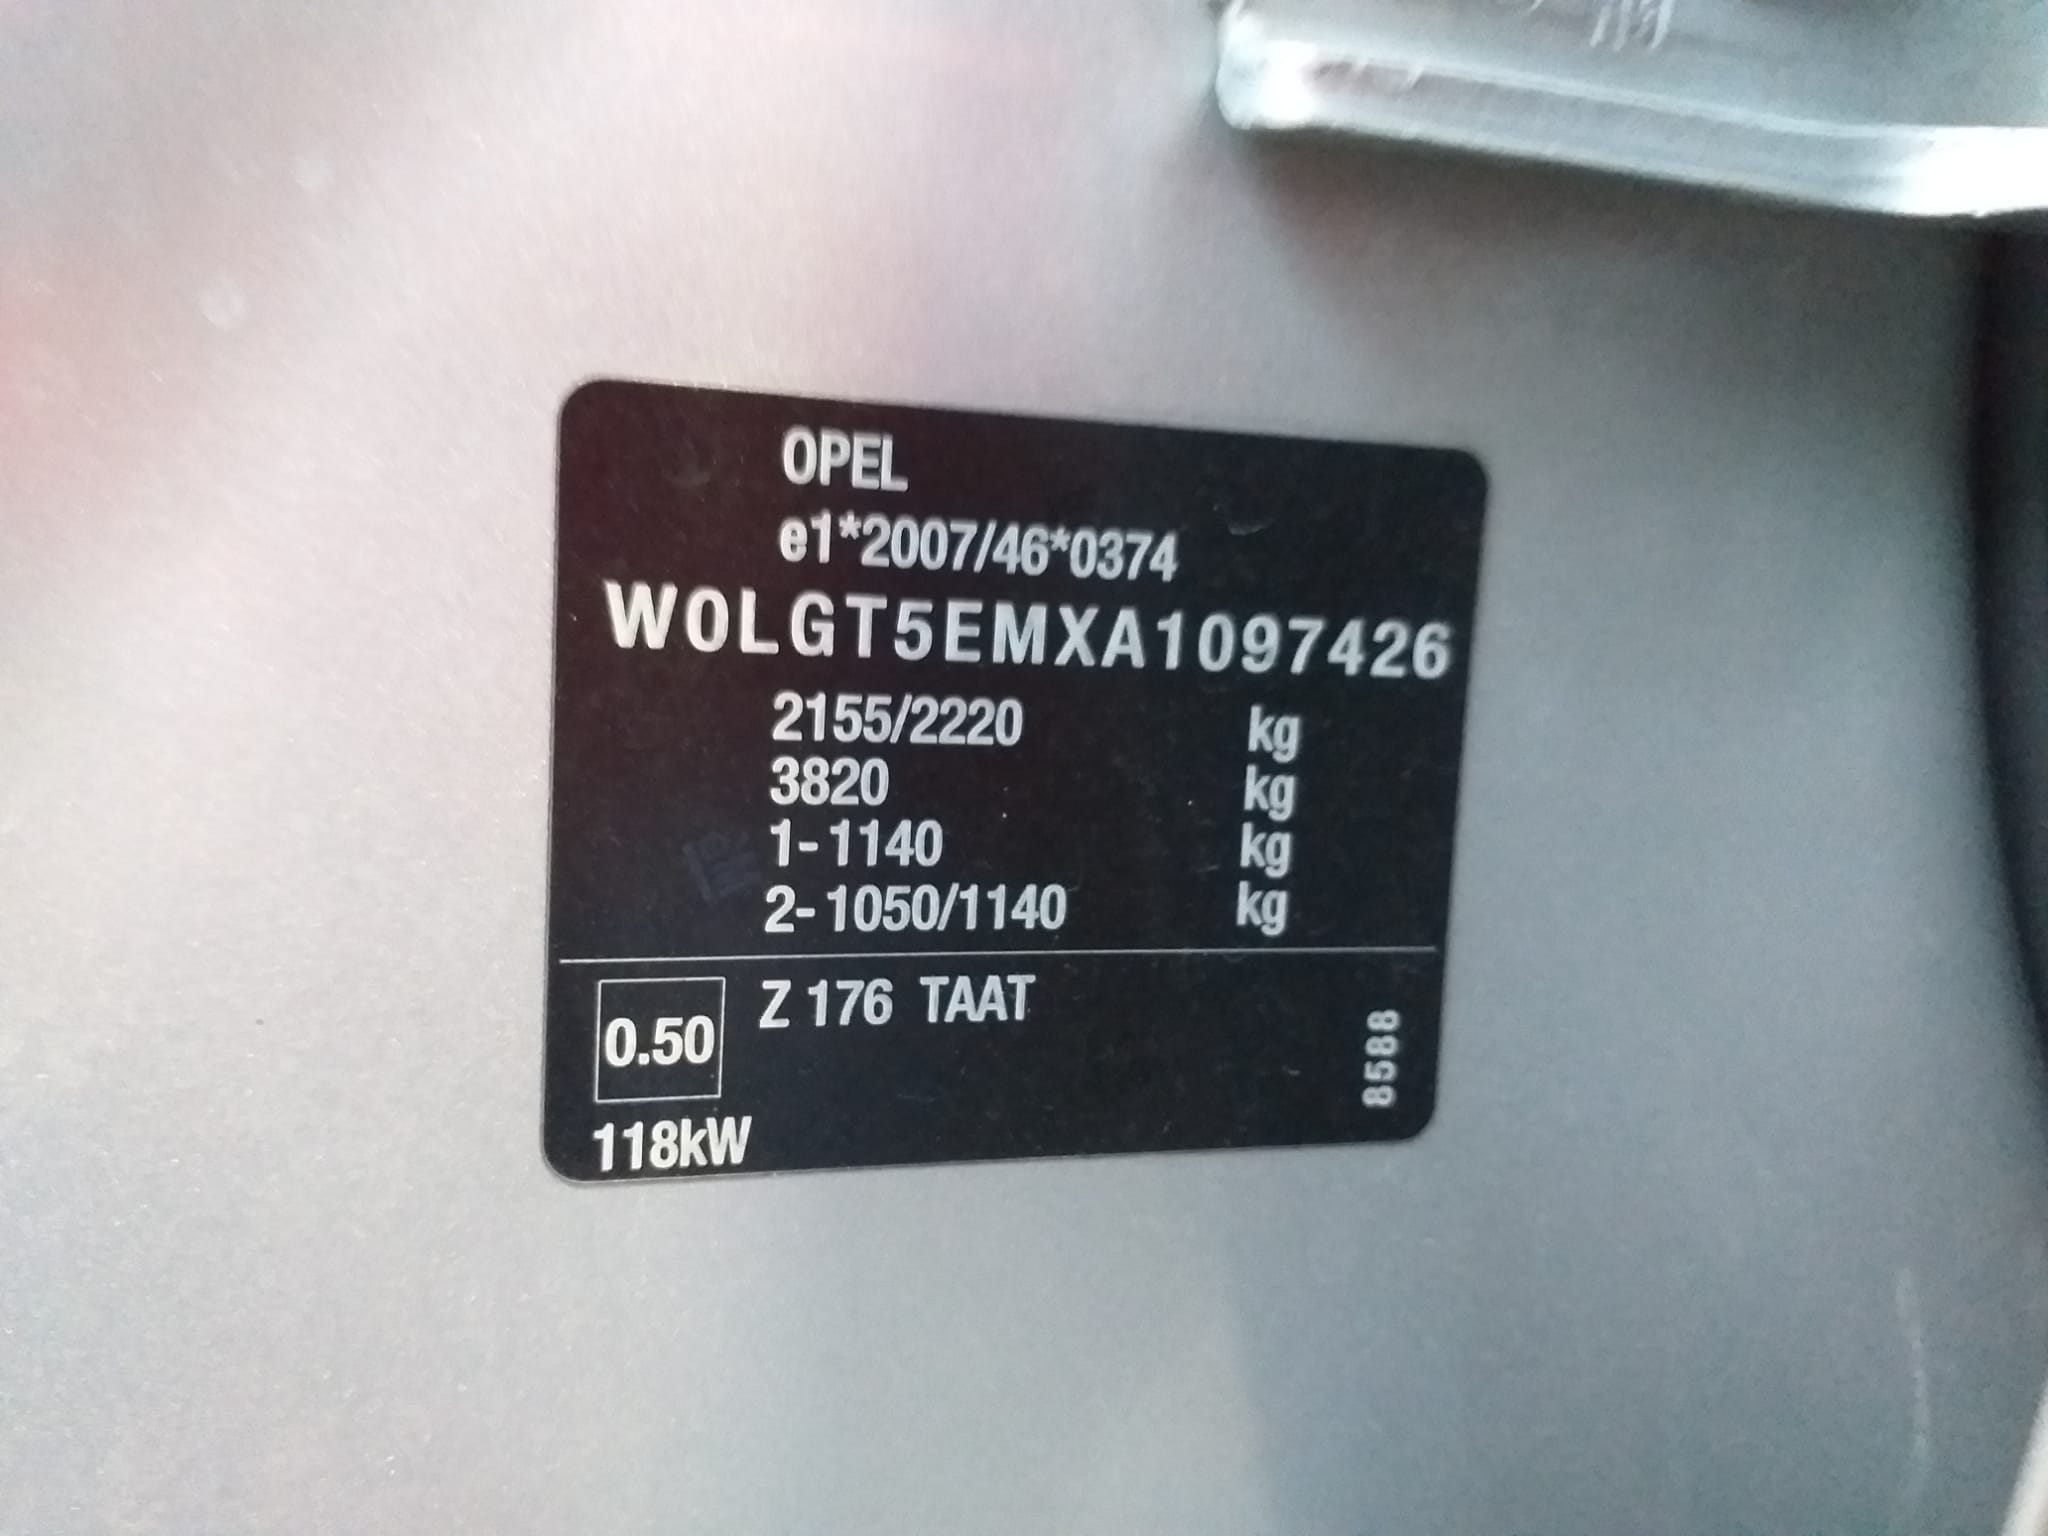 OPEL
e1*2007/46*0374
W0LGT5EMXA1097426
2155/2220 kg
3820 kg
1-1140 kg
2-1050/1140 kg
0.50 Z 176 TAAT
118kW
8588